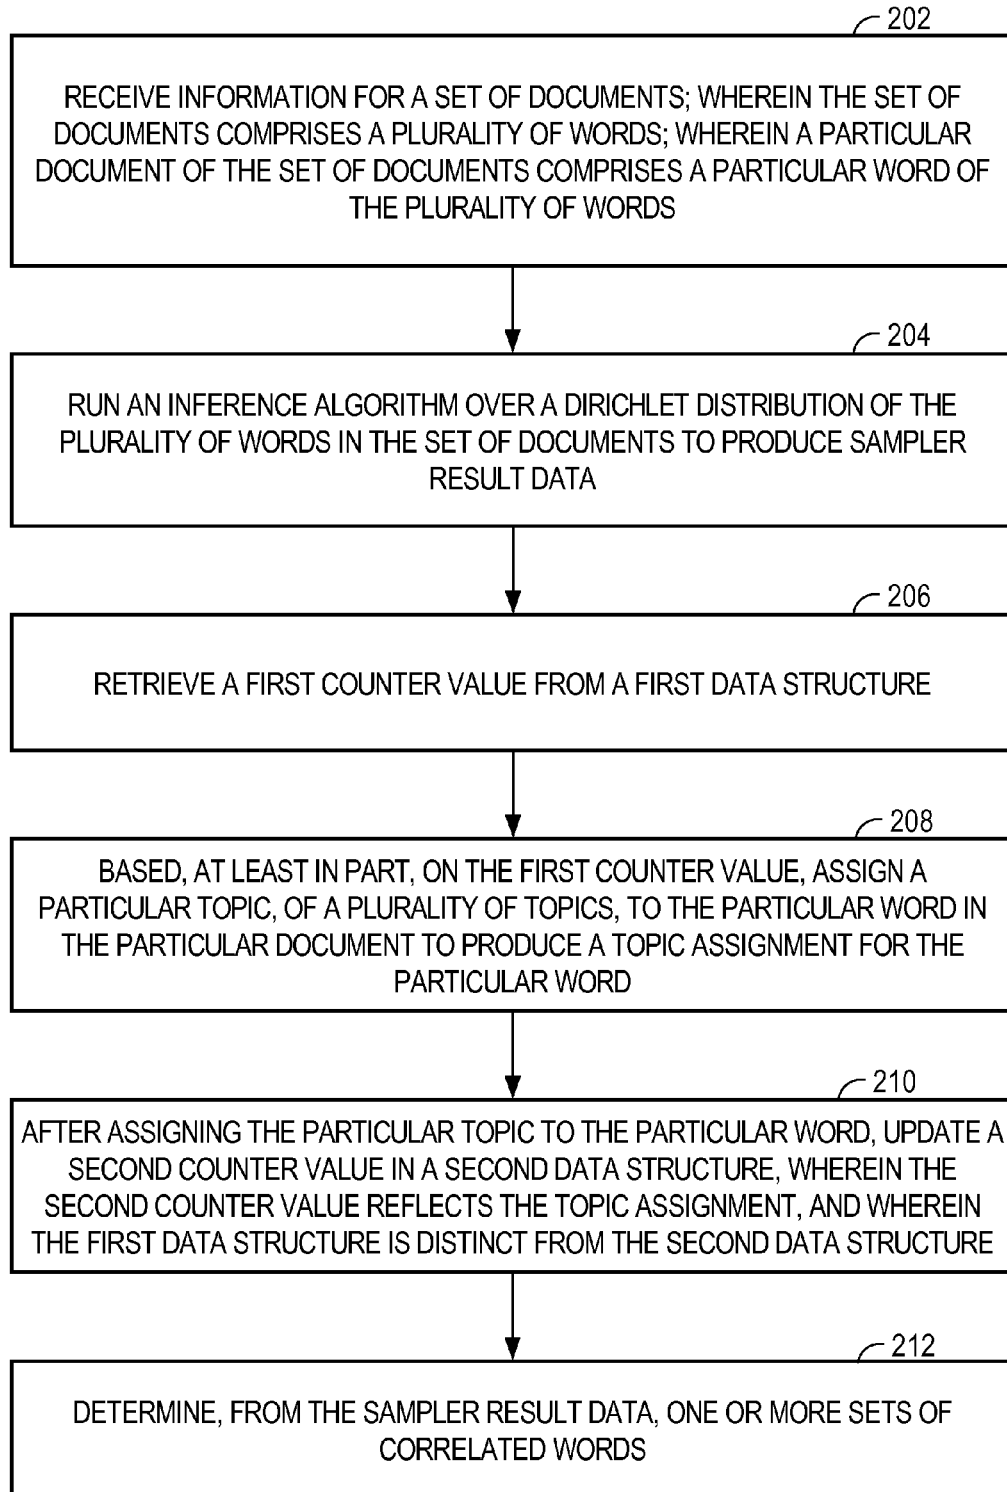 202
RECEIVE INFORMATION FOR A SET OF DOCUMENTS; WHEREIN THE SET OF
DOCUMENTS COMPRISES A PLURALITY OF WORDS; WHEREIN A PARTICULAR
DOCUMENT OF THE SET OF DOCUMENTS COMPRISES A PARTICULAR WORD OF
THE PLURALITY OF WORDS
204
RUN AN INFERENCE ALGORITHM OVER A DIRICHLET DISTRIBUTION OF THE
PLURALITY OF WORDS IN THE SET OF DOCUMENTS TO PRODUCE SAMPLER
RESULT DATA
206
RETRIEVE A FIRST COUNTER VALUE FROM A FIRST DATA STRUCTURE
208
BASED, AT LEAST IN PART, ON THE FIRST COUNTER VALUE, ASSIGN A
PARTICULAR TOPIC, OF A PLURALITY OF TOPICS, TO THE PARTICULAR WORD IN
THE PARTICULAR DOCUMENT TO PRODUCE A TOPIC ASSIGNMENT FOR THE
PARTICULAR WORD
210
AFTER ASSIGNING THE PARTICULAR TOPIC TO THE PARTICULAR WORD, UPDATE A
SECOND COUNTER VALUE IN A SECOND DATA STRUCTURE, WHEREIN THE
SECOND COUNTER VALUE REFLECTS THE TOPIC ASSIGNMENT, AND WHEREIN
THE FIRST DATA STRUCTURE IS DISTINCT FROM THE SECOND DATA STRUCTURE
212
DETERMINE, FROM THE SAMPLER RESULT DATA, ONE OR MORE SETS OF
CORRELATED WORDS